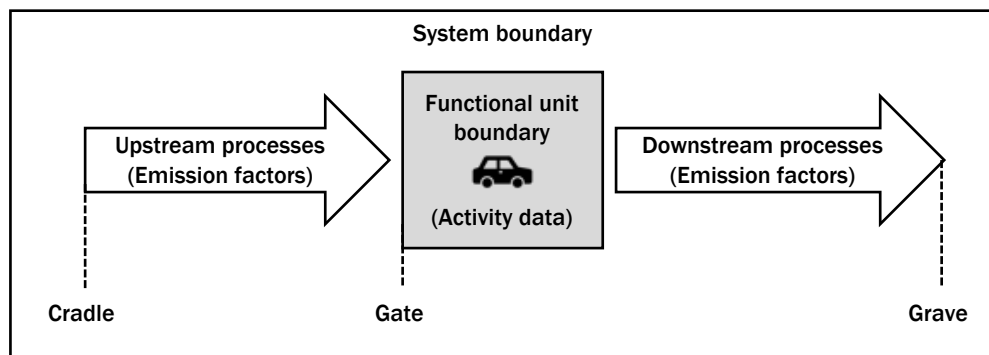 System boundary
Functional unit
boundary
(Activity data)
Upstream processes
(Emission factors)
Downstream processes
(Emission factors)
Cradle
Gate
Grave